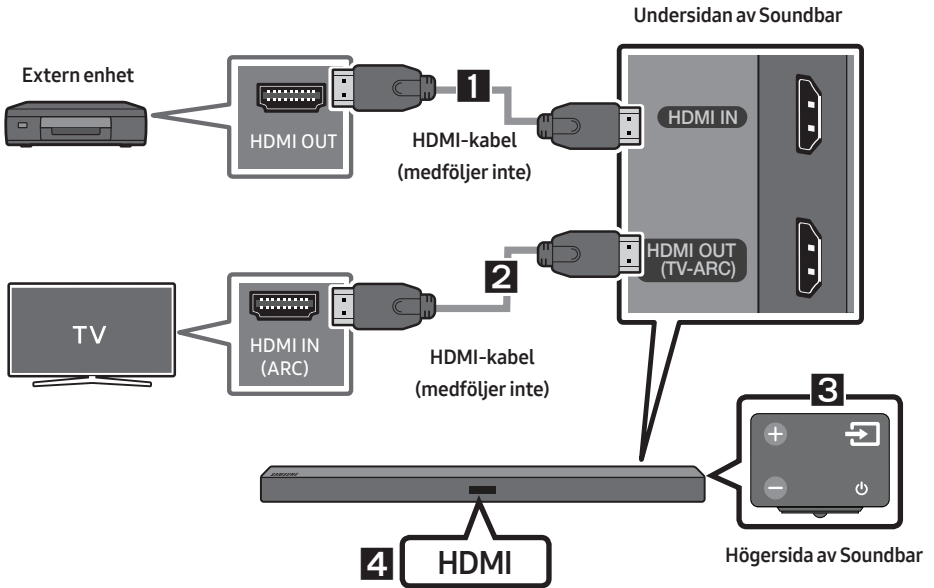 Undersidan av Soundbar
Extern enhet
HDMI OUT
1
HDMI-kabel
(medföljer inte)
HDMI IN
TV
HDMI IN
(ARC)
2
HDMI-kabel
(medföljer inte)
HDMI OUT
(TV-ARC)
SAMSUNG
3
+
−
Högersida av Soundbar
4
HDMI